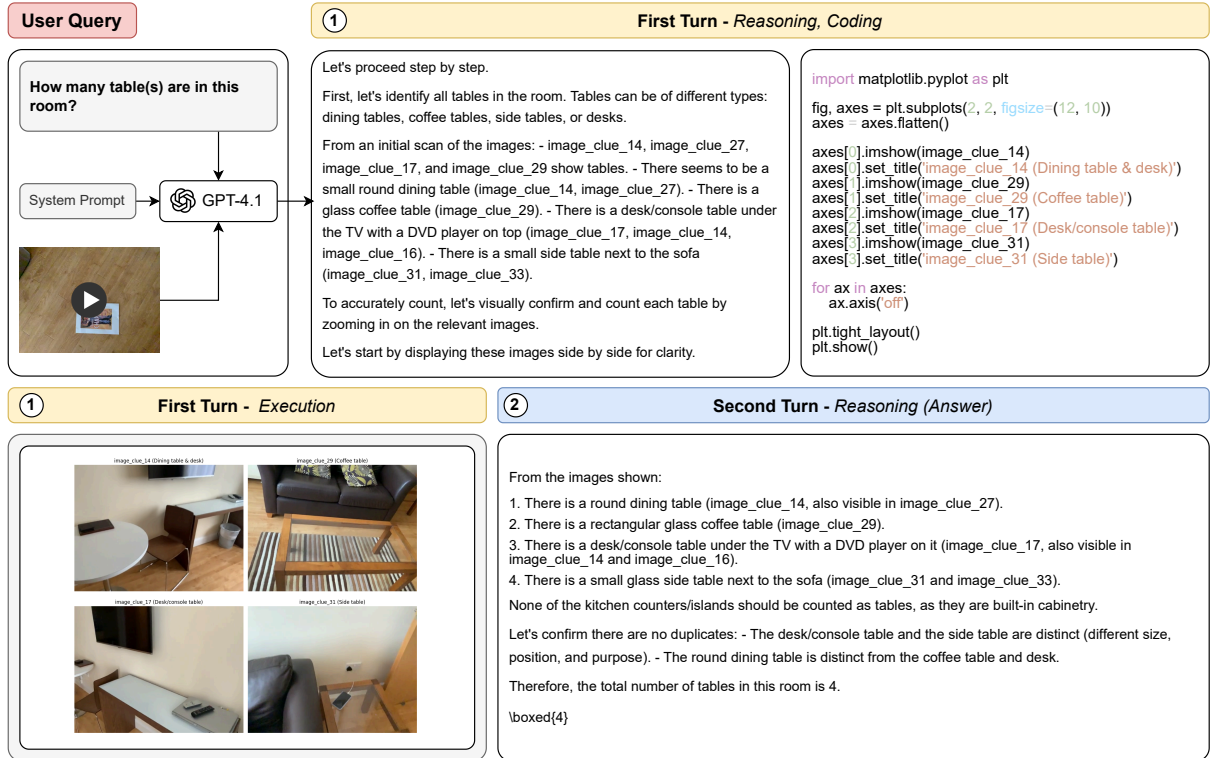 User Query
1
First Turn - Reasoning, Coding
How many table(s) are in this
room?
System Prompt
GPT-4.1
Let's proceed step by step.
First, let's identify all tables in the room. Tables can be of different types:
dining tables, coffee tables, side tables, or desks.
From an initial scan of the images: - image_clue_14, image_clue_27,
image_clue_17, and image_clue_29 show tables. - There seems to be a
small round dining table (image_clue_14, image_clue_27). - There is a
glass coffee table (image_clue_29). - There is a desk/console table under
the TV with a DVD player on top (image_clue_17, image_clue_14,
image_clue_16). - There is a small side table next to the sofa
(image_clue_31, image_clue_33).
To accurately count, let's visually confirm and count each table by
zooming in on the relevant images.
Let's start by displaying these images side by side for clarity.
import matplotlib.pyplot as plt
fig, axes = plt.subplots(2, 2, figsize=(12, 10))
axes = axes.flatten()
axes[0].imshow(image_clue_14)
axes[0].set_title('image_clue_14 (Dining table & desk)')
axes[1].imshow(image_clue_29)
axes[1].set_title('image_clue_29 (Coffee table)')
axes[2].imshow(image_clue_17)
axes[2].set_title('image_clue_17 (Desk/console table)')
axes[3].imshow(image_clue_31)
axes[3].set_title('image_clue_31 (Side table)')
for ax in axes:
ax.axis('off')
plt.tight_layout()
plt.show()
1
First Turn - Execution
image_clue_14 (Dining table & desk)
image_clue_29 (Coffee table)
image_clue_17 (Desk/console table)
image_clue_31 (Side table)
2
Second Turn - Reasoning (Answer)
From the images shown:
1. There is a round dining table (image_clue_14, also visible in image_clue_27).
2. There is a rectangular glass coffee table (image_clue_29).
3. There is a desk/console table under the TV with a DVD player on it (image_clue_17, also visible in
image_clue_14 and image_clue_16).
4. There is a small glass side table next to the sofa (image_clue_31 and image_clue_33).
None of the kitchen counters/islands should be counted as tables, as they are built-in cabinetry.
Let's confirm there are no duplicates: - The desk/console table and the side table are distinct (different size,
position, and purpose). - The round dining table is distinct from the coffee table and desk.
Therefore, the total number of tables in this room is 4.
\boxed{4}